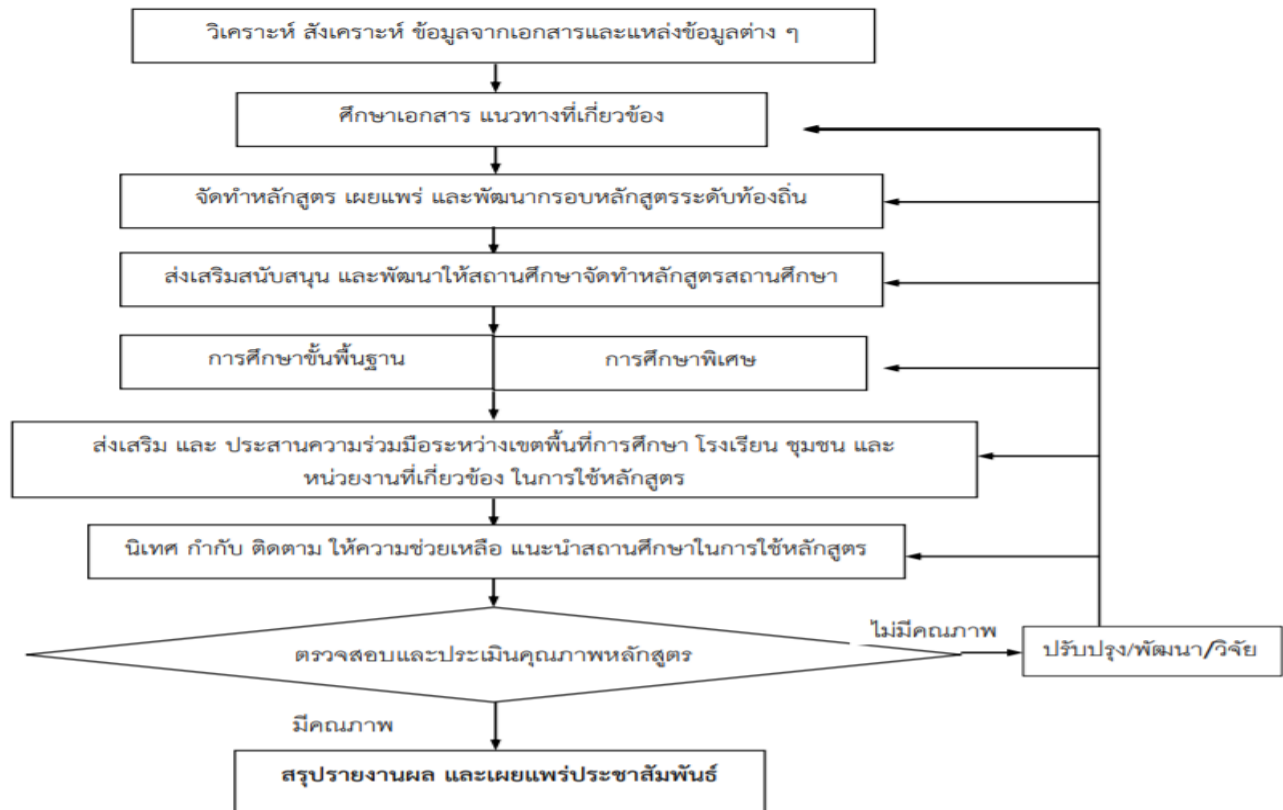 วิเคราะห์ สังเคราะห์ ข้อมูลจากเอกสารและแหล่งข้อมูลต่าง ๆ
ศึกษาเอกสาร แนวทางที่เกี่ยวข้อง
จัดทำหลักสูตร เผยแพร่ และพัฒนากรอบหลักสูตรระดับท้องถิ่น
ส่งเสริมสนับสนุน และพัฒนาให้สถานศึกษาจัดทำหลักสูตรสถานศึกษา
การศึกษาขั้นพื้นฐาน
การศึกษาพิเศษ
ส่งเสริม และ ประสานความร่วมมือระหว่างเขตพื้นที่การศึกษา โรงเรียน ชุมชน และ
หน่วยงานที่เกี่ยวข้อง ในการใช้หลักสูตร
นิเทศ กำกับ ติดตาม ให้ความช่วยเหลือ แนะนำสถานศึกษาในการใช้หลักสูตร
ไม่มีคุณภาพ
ตรวจสอบและประเมินคุณภาพหลักสูตร
ปรับปรุง/พัฒนา/วิจัย
มีคุณภาพ
สรุปรายงานผล และเผยแพร่ประชาสัมพันธ์